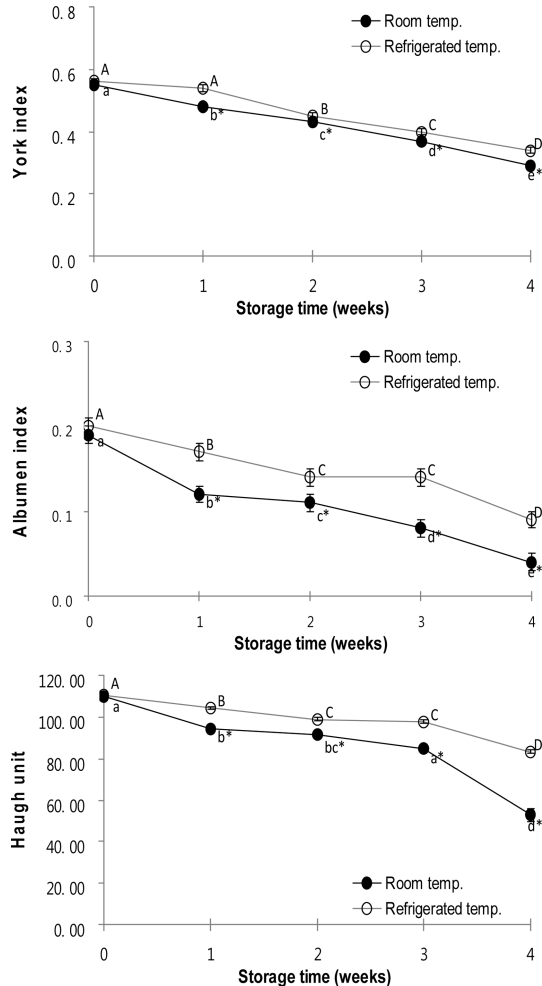 0.8
Room temp.
Refrigerated temp.
0.6
A
A
a
b*
B
c*
C
d*
D
e*
0.4
0.2
0.0
York index
0 1 2 3 4
Storage time (weeks)
0.3
Room temp.
Refrigerated temp.
0.2
A
a
B
b*
C
c*
C
d*
D
e*
0.1
0.0
Albumen index
0 1 2 3 4
Storage time (weeks)
120.00
A
a
B
b*
C
bc*
C
a*
D
d*
100.00
80.00
60.00
40.00
20.00
0.00
Haugh unit
Room temp.
Refrigerated temp.
0 1 2 3 4
Storage time (weeks)